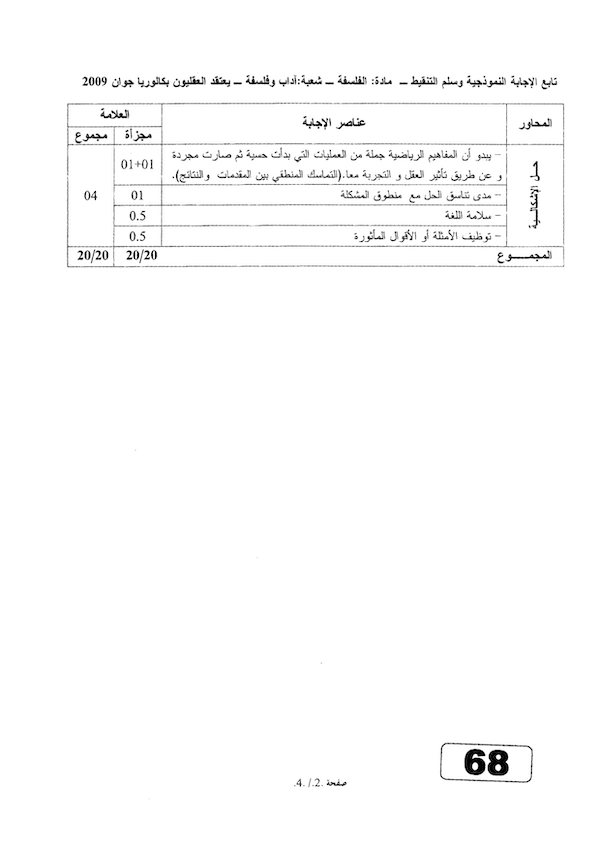 تابع الإجابة النموذجية وسلم التنقيط – مادة: الفلسفة – شعبة:آداب وفلسفة – يعتقد العقليون بكالوريا جوان 2009
المحاور عناصر الإجابة العلامة
مجزأة مجموع
حل الإشكالية
- يبدو أن المفاهيم الرياضية جملة من العمليات التي بدأت حسية ثم صارت مجردة
و عن طريق تأثير العقل و التجربة معا.(التماسك المنطقي بين المقدمات والنتائج). 01+01
- مدى تناسق الحل مع منطوق المشكلة 01 04
- سلامة اللغة 0.5
- توظيف الأمثلة أو الأقوال المأثورة 0.5
المجمــــوع 20/20 20/20
68
صفحة .2. / .4.